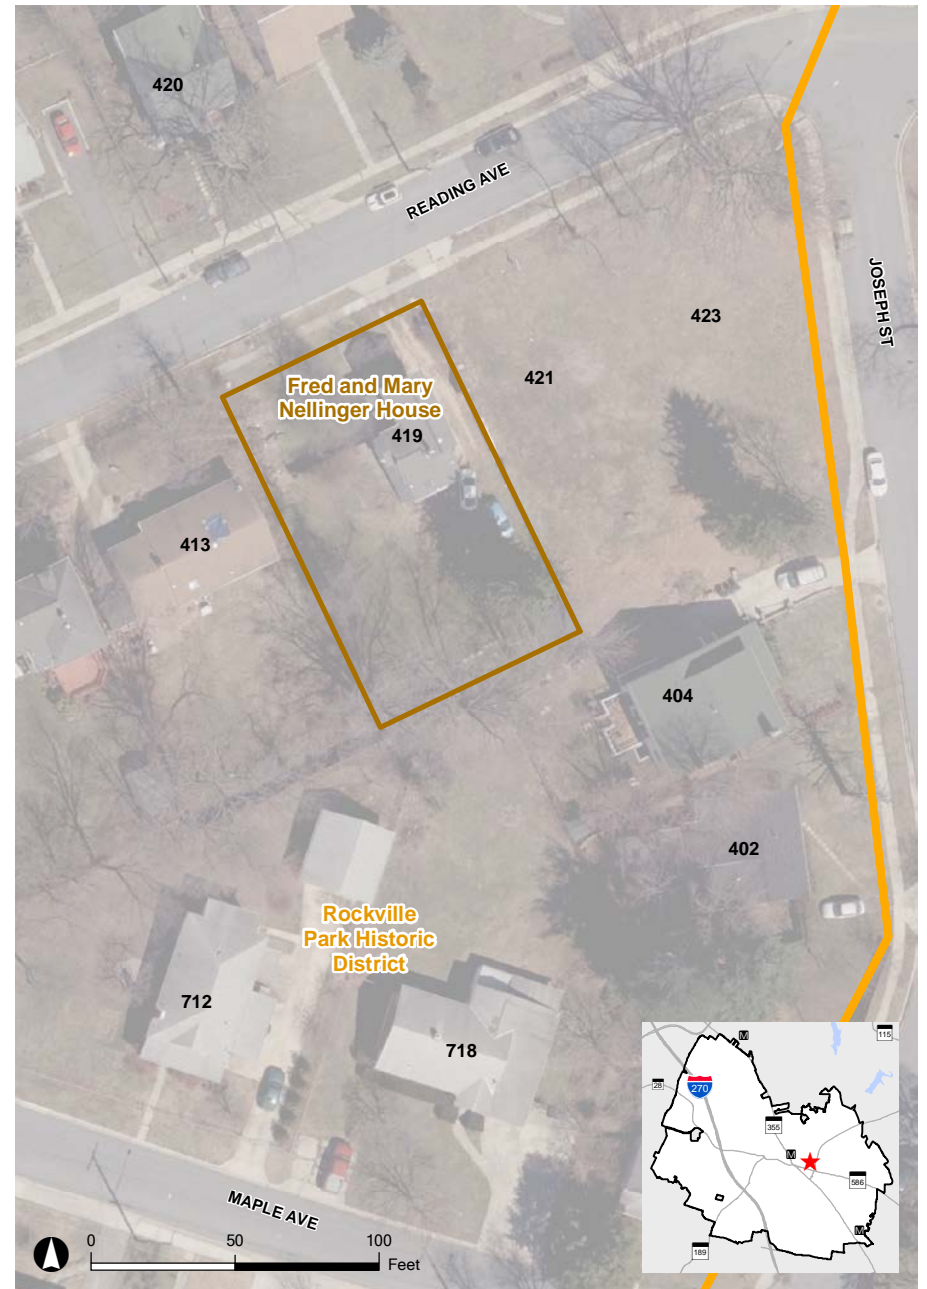 420
READING AVE
JOSEPH ST
423
421
Fred and Mary
Nellinger House
419
413
404
402
Rockville
Park Historic
District
712
718
MAPLE AVE
0 50 100
Feet
M
115
28
270
355
M
586
M
189